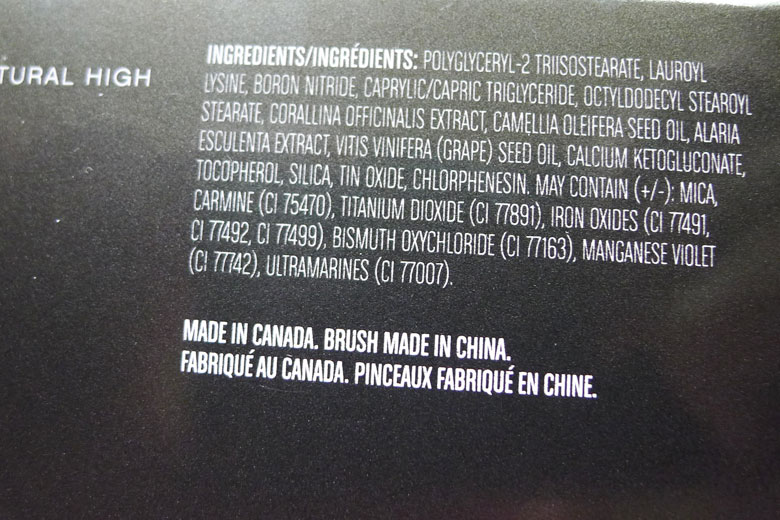 TURAL HIGH
INGREDIENTS/INGRÉDIENTS: POLYGLYCERYL-2 TRIISOSTEARATE, LAUROYL
LYSINE, BORON NITRIDE, CAPRYLIC/CAPRIC TRIGLYCERIDE, OCTYLDODECYL STEAROYL
STEARATE, CORALLINA OFFICINALIS EXTRACT, CAMELLIA OLEIFERA SEED OIL, ALARIA
ESCULENTA EXTRACT, VITIS VINIFERA (GRAPE) SEED OIL, CALCIUM KETOGLUCONATE,
TOCOPHEROL, SILICA, TIN OXIDE, CHLORPHENESIN. MAY CONTAIN (+/-): MICA,
CARMINE (CI 75470), TITANIUM DIOXIDE (CI 77891), IRON OXIDES (CI 77491,
CI 77492, CI 77499), BISMUTH OXYCHLORIDE (CI 77163), MANGANESE VIOLET
(CI 77742), ULTRAMARINES (CI 77007).
MADE IN CANADA. BRUSH MADE IN CHINA.
FABRIQUÉ AU CANADA. PINCEAUX FABRIQUÉ EN CHINE.